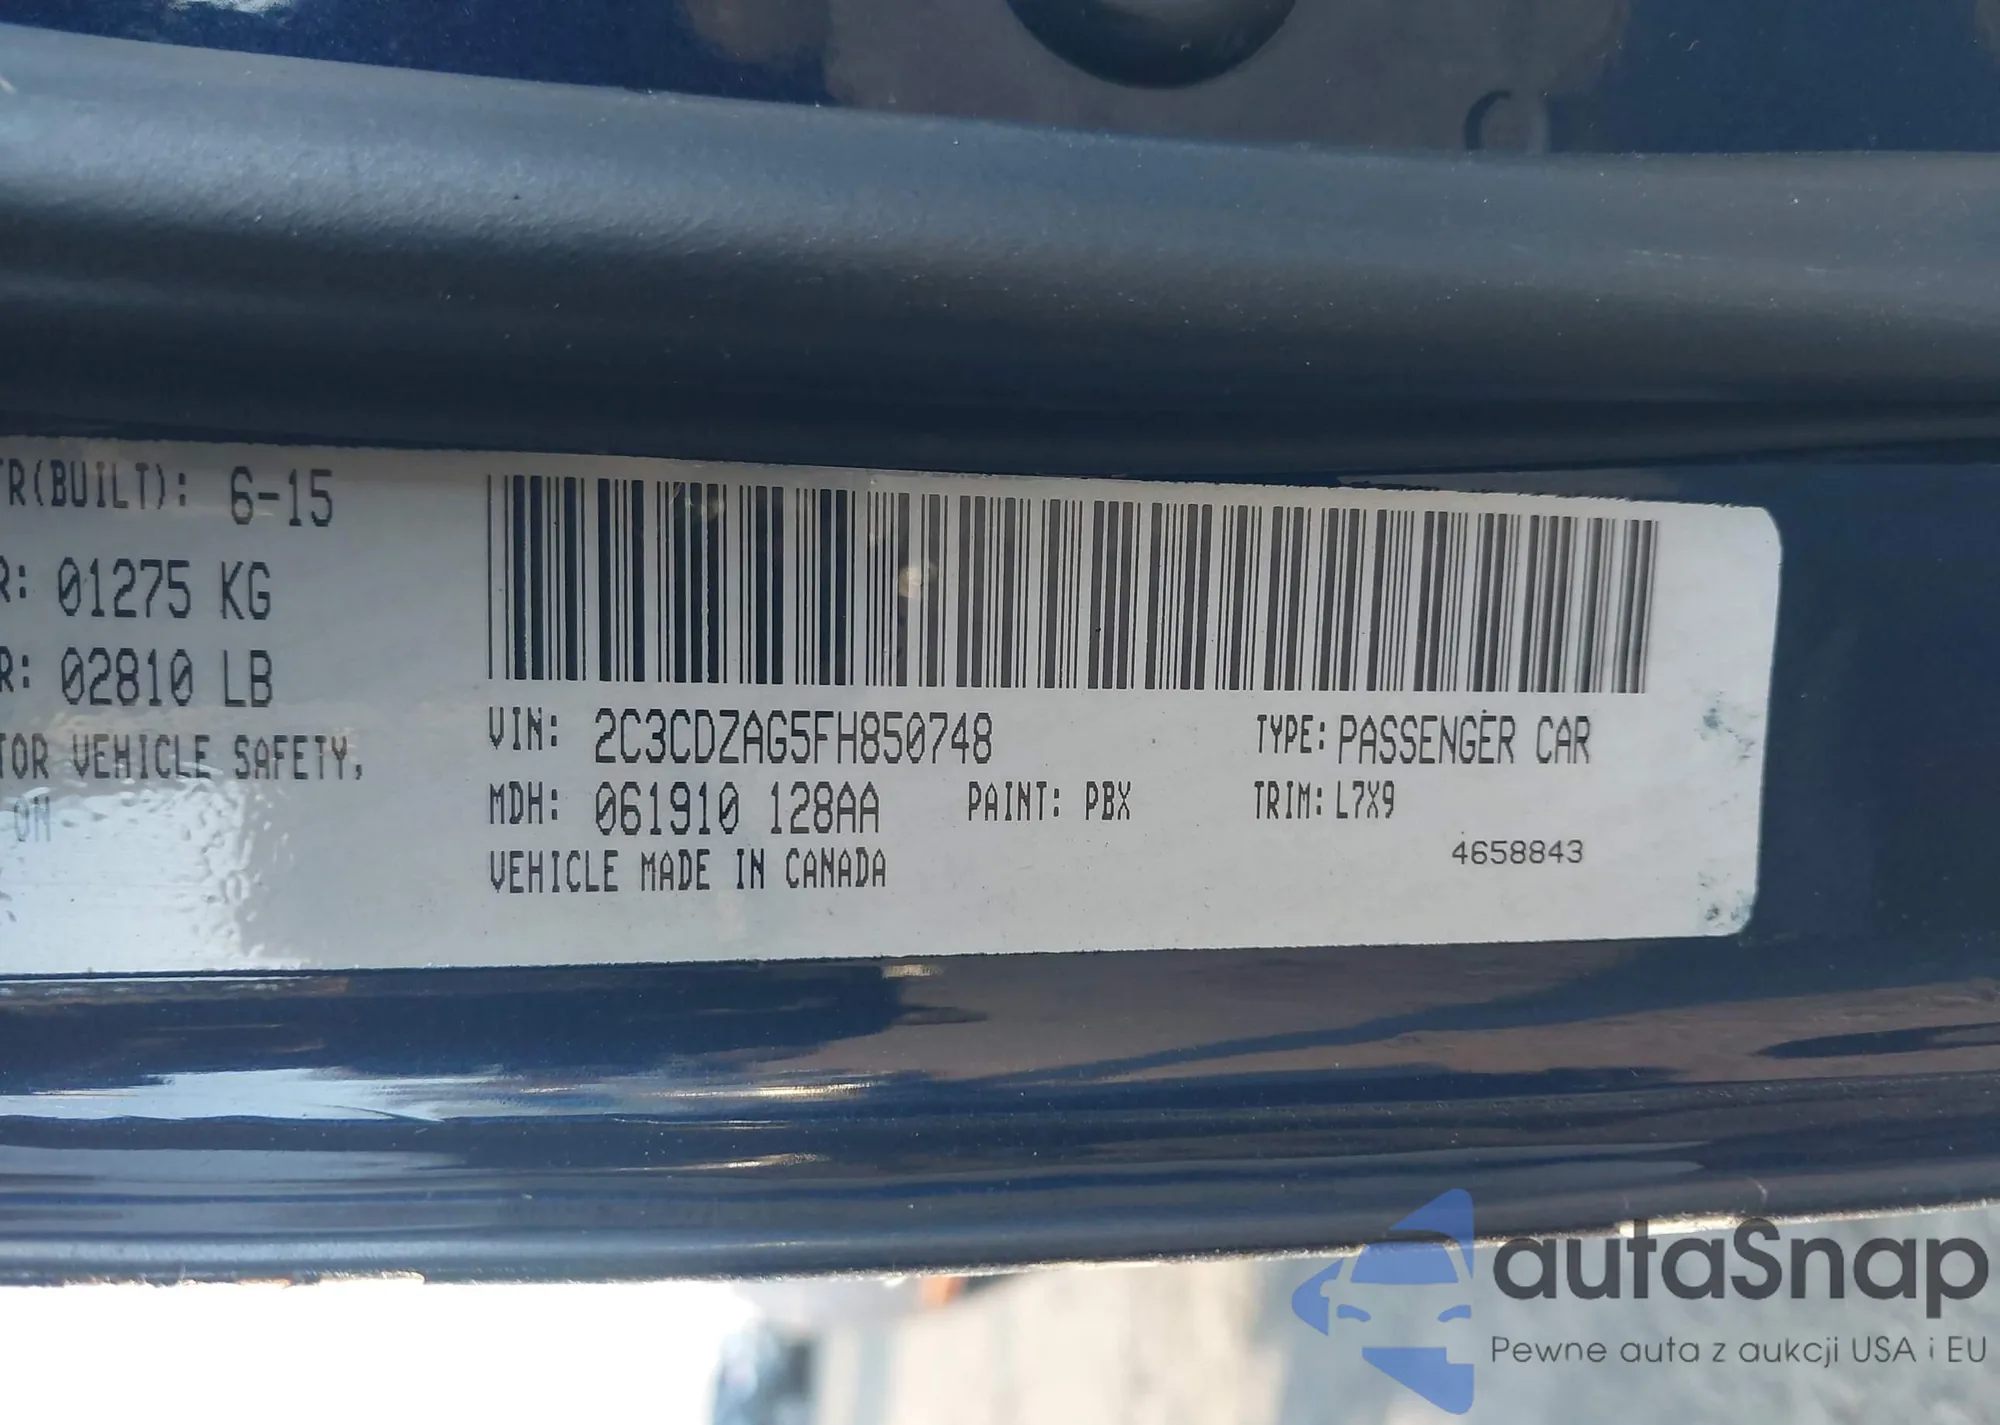 TR(BUILT): 6-15
R: 01275 KG
R: 02810 LB
TOR VEHICLE SAFETY,
ON
VIN: 2C3CDZAG5FH850748
TYPE: PASSENGER CAR
MDH: 061910 128AA
PAINT: PBX
TRIM: L7X9
VEHICLE MADE IN CANADA
4658843
autaSnap
Pewne auta z aukcji USA i EU